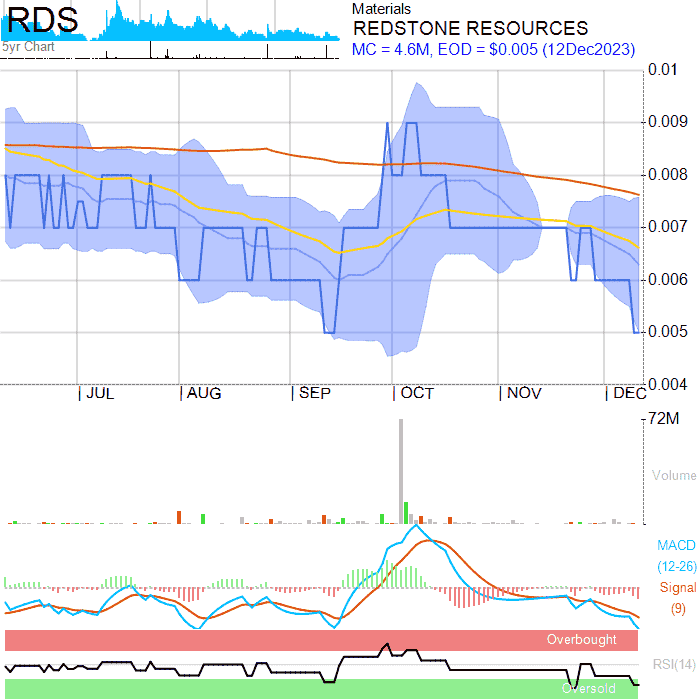 RDS
5yr Chart
Materials
REDSTONE RESOURCES
MC = 4.6M, EOD = $0.005 (12Dec2023)
0.01
0.009
0.008
0.007
0.006
0.005
0.004
JUL AUG SEP OCT NOV DEC
72M
Volume
MACD
(12-26)
Signal
(9)
Overbought
RSI(14)
Oversold